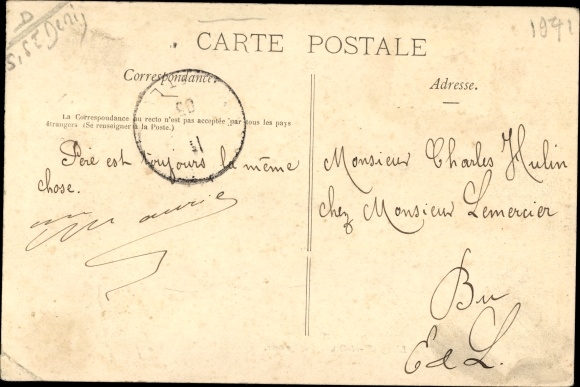 D
S, St Denis
1941
CARTE POSTALE
Correspondance.
La Correspondance au recto n'est pas acceptée par tous les pays
étrangers (Se renseigner à la Poste.)
Père est toujours la même
chose.
Adresse.
Monsieur Charles Hulin
chez Monsieur Lemercier
Bu
E & L.